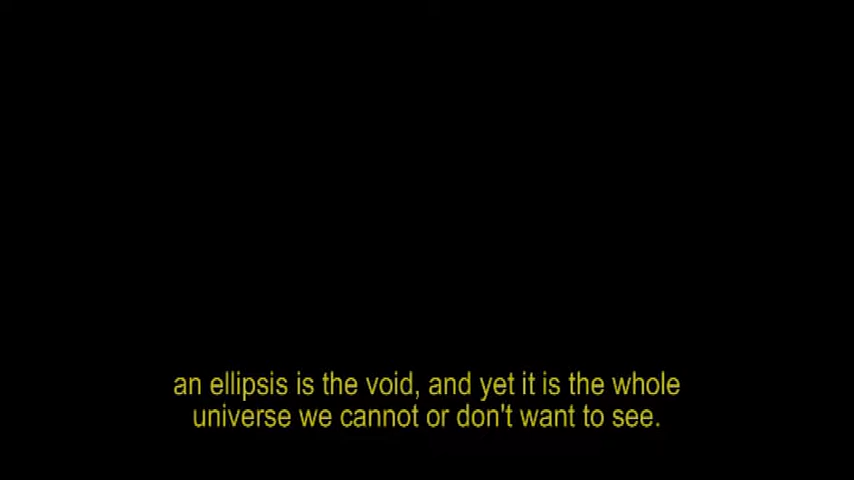 an ellipsis is the void, and yet it is the whole
universe we cannot or don't want to see.